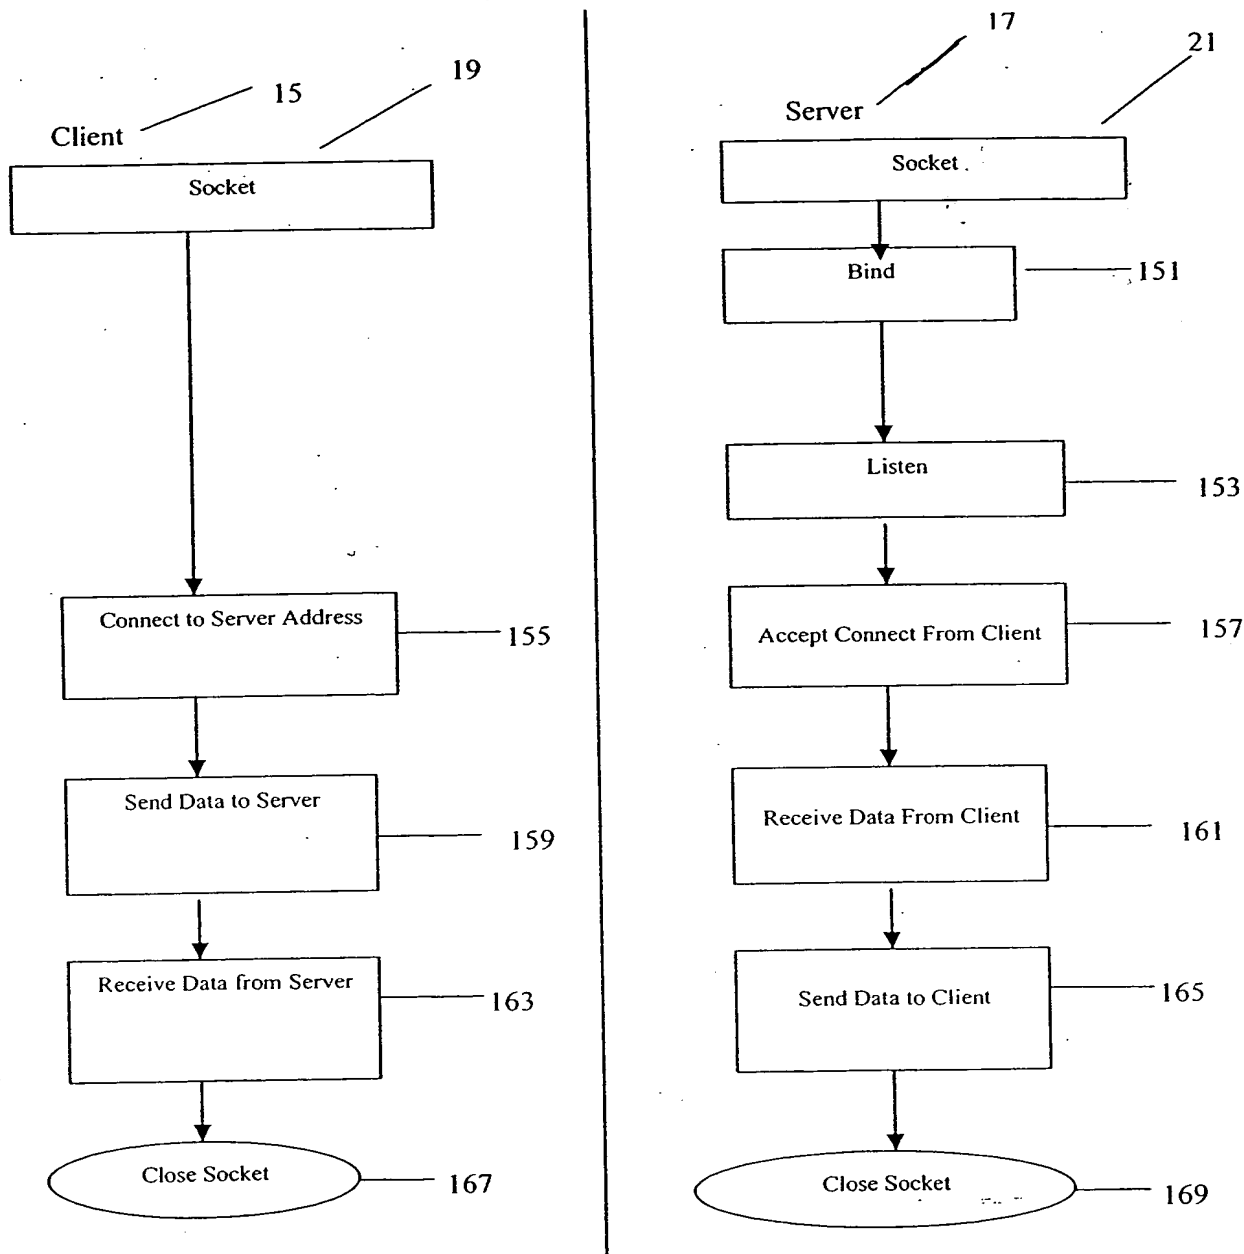 15
19
Client
Socket
Connect to Server Address
155
Send Data to Server
159
Receive Data from Server
163
Close Socket
167
17
21
Server
Socket
Bind
151
Listen
153
Accept Connect From Client
157
Receive Data From Client
161
Send Data to Client
165
Close Socket
169